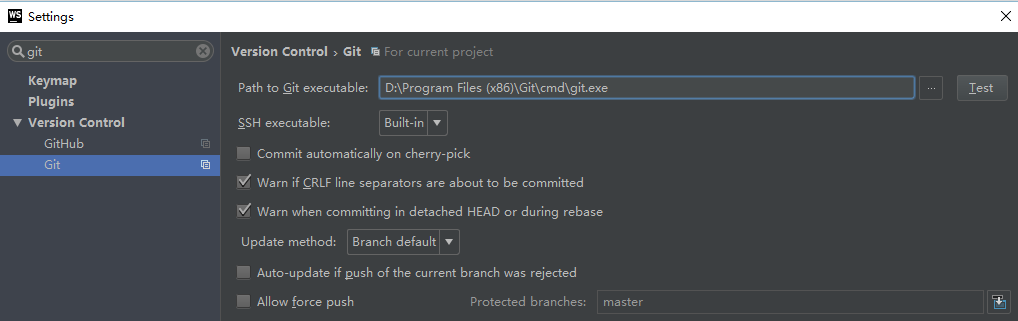 WS Settings
git
Keymap
Plugins
Version Control
GitHub
Git
Version Control › Git For current project
Path to Git executable: D:\Program Files (x86)\Git\cmd\git.exe ... Test
SSH executable: Built-in
Commit automatically on cherry-pick
Warn if CRLF line separators are about to be committed
Warn when committing in detached HEAD or during rebase
Update method: Branch default
Auto-update if push of the current branch was rejected
Allow force push Protected branches: master